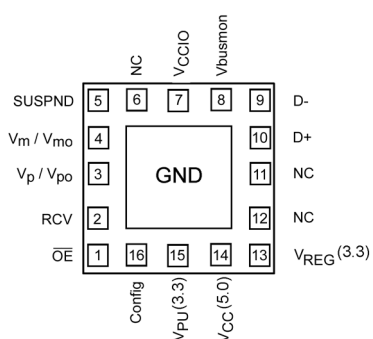 NC
VCCIO
Vbusmon
SUSPND 5 6 7 8 9 D-
Vm / Vmo 4 10 D+
Vp / Vpo 3 GND 11 NC
RCV 2 12 NC
OE 1 16 15 14 13 VREG(3.3)
Config
VPU(3.3)
VCC(5.0)